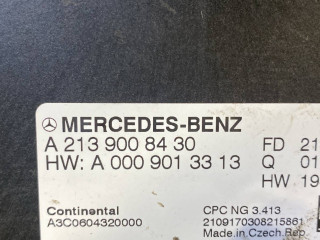 MERCEDES-BENZ
A 213 900 84 30 FD 21
HW: A 000 901 33 13 Q 01
HW 19
Continental CPC NG 3.413
A3C0604320000 2109170308215861
Made in Czech Rep.